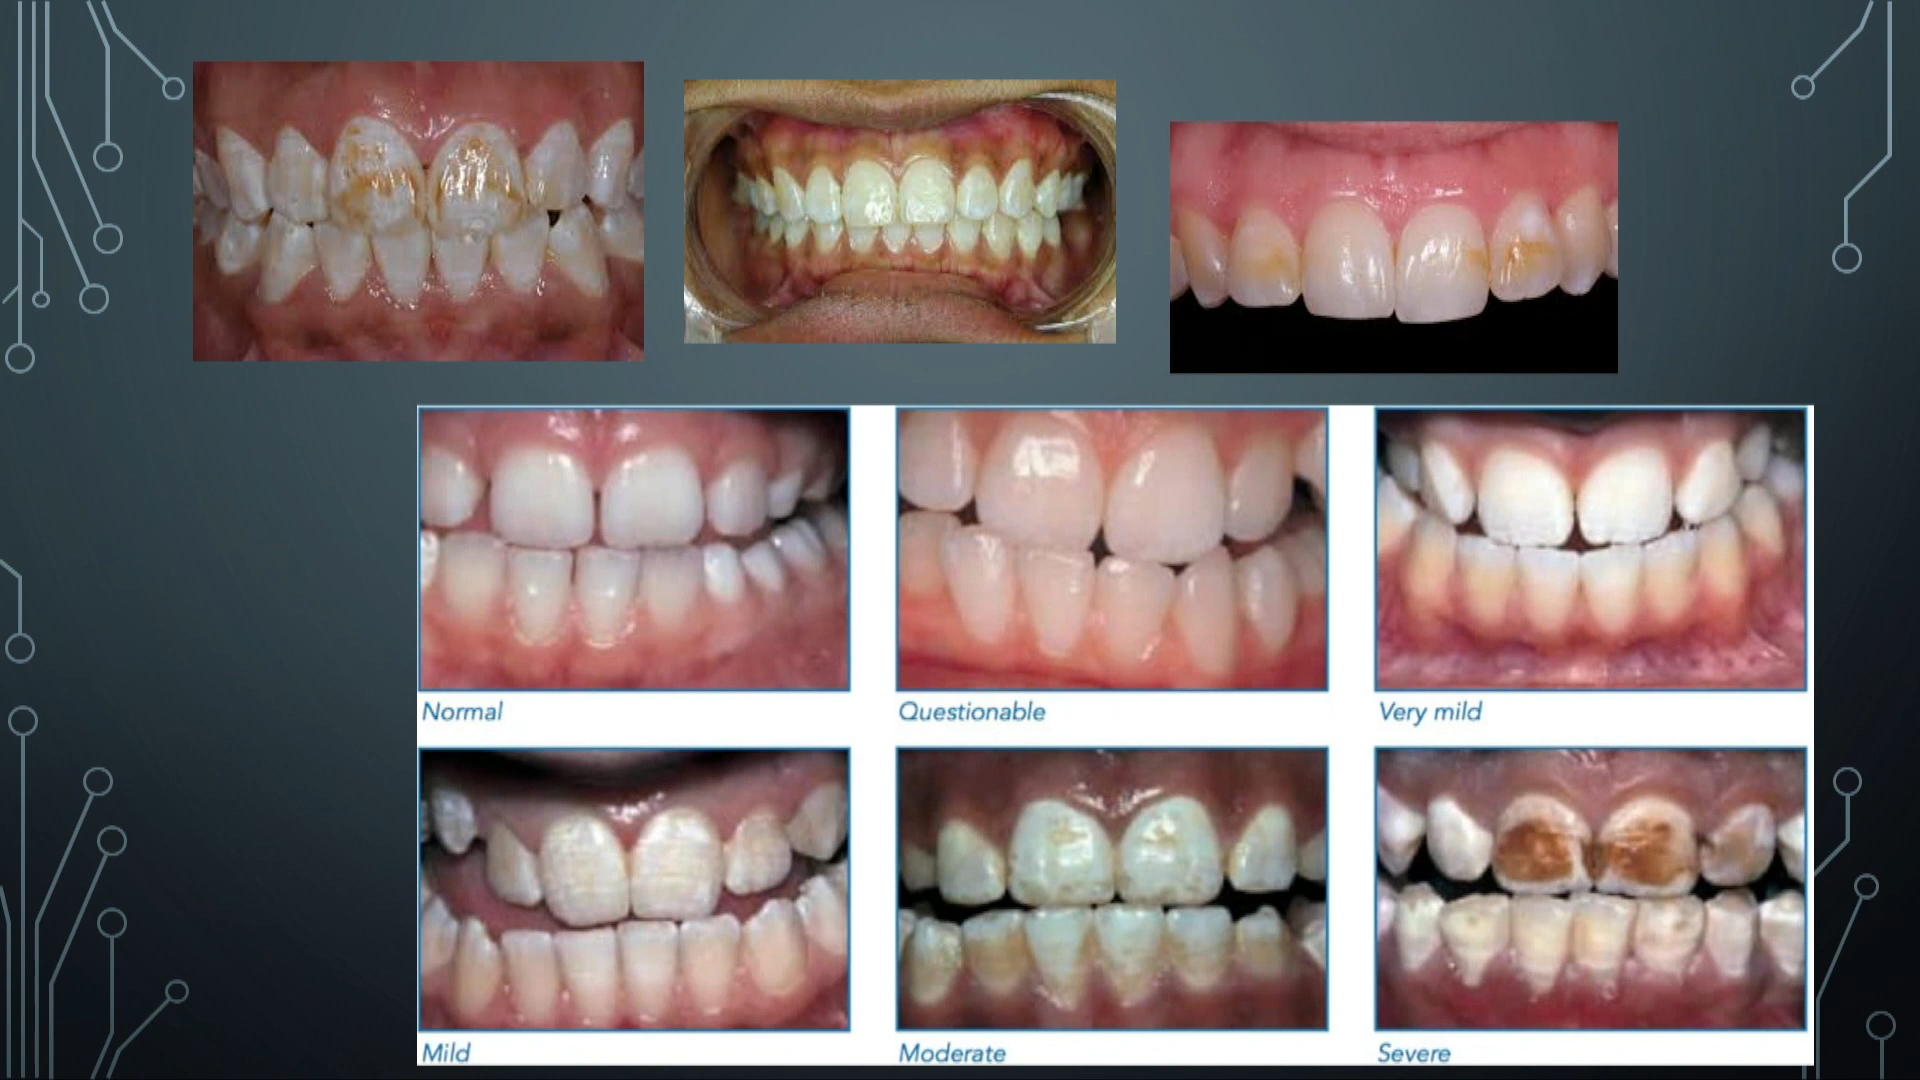 Normal
Questionable
Very mild
Mild
Moderate
Severe